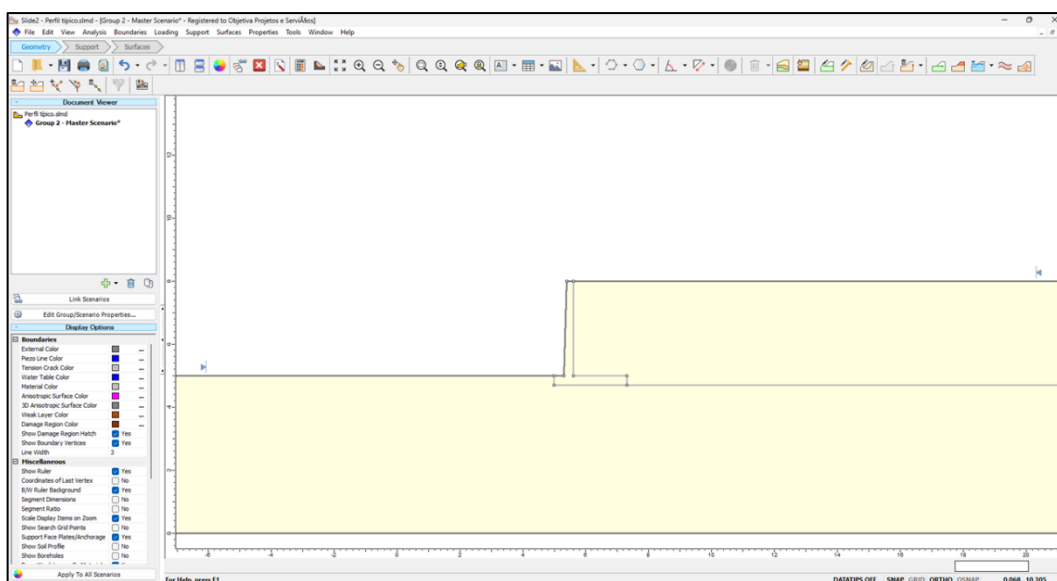 Slide2 - Perfil típico.slmd - [Group 2 - Master Scenario* - Registered to Objetiva Projetos e ServiÃ§os]
File Edit View Analysis Boundaries Loading Support Surfaces Properties Tools Window Help
Geometry Support Surfaces
Document Viewer
Perfil típico.slmd
Group 2 - Master Scenario*
Link Scenarios
Edit Group/Scenario Properties...
Display Options
Boundaries
External Color
Piezo Line Color
Tension Crack Color
Water Table Color
Material Color
Anisotropic Surface Color
3D Anisotropic Surface Color
Weak Layer Color
Damage Region Color
Show Damage Region Hatch Yes
Show Boundary Vertices Yes
Line Width 3
Miscellaneous
Show Ruler Yes
Coordinates of Last Vertex No
B/W Ruler Background Yes
Segment Dimensions No
Segment Ratio No
Scale Display Items on Zoom Yes
Show Search Grid Points No
Support Face Plates/Anchorage Yes
Show Soil Profile No
Show Boreholes No
Apply To All Scenarios
12
10
8
6
4
2
0
-6 -4 -2 0 2 4 6 8 10 12 14 16 18 20
For Help, press F1
DATATIPS OFF SNAP GRID ORTHO OSNAP 0.068, 10.305